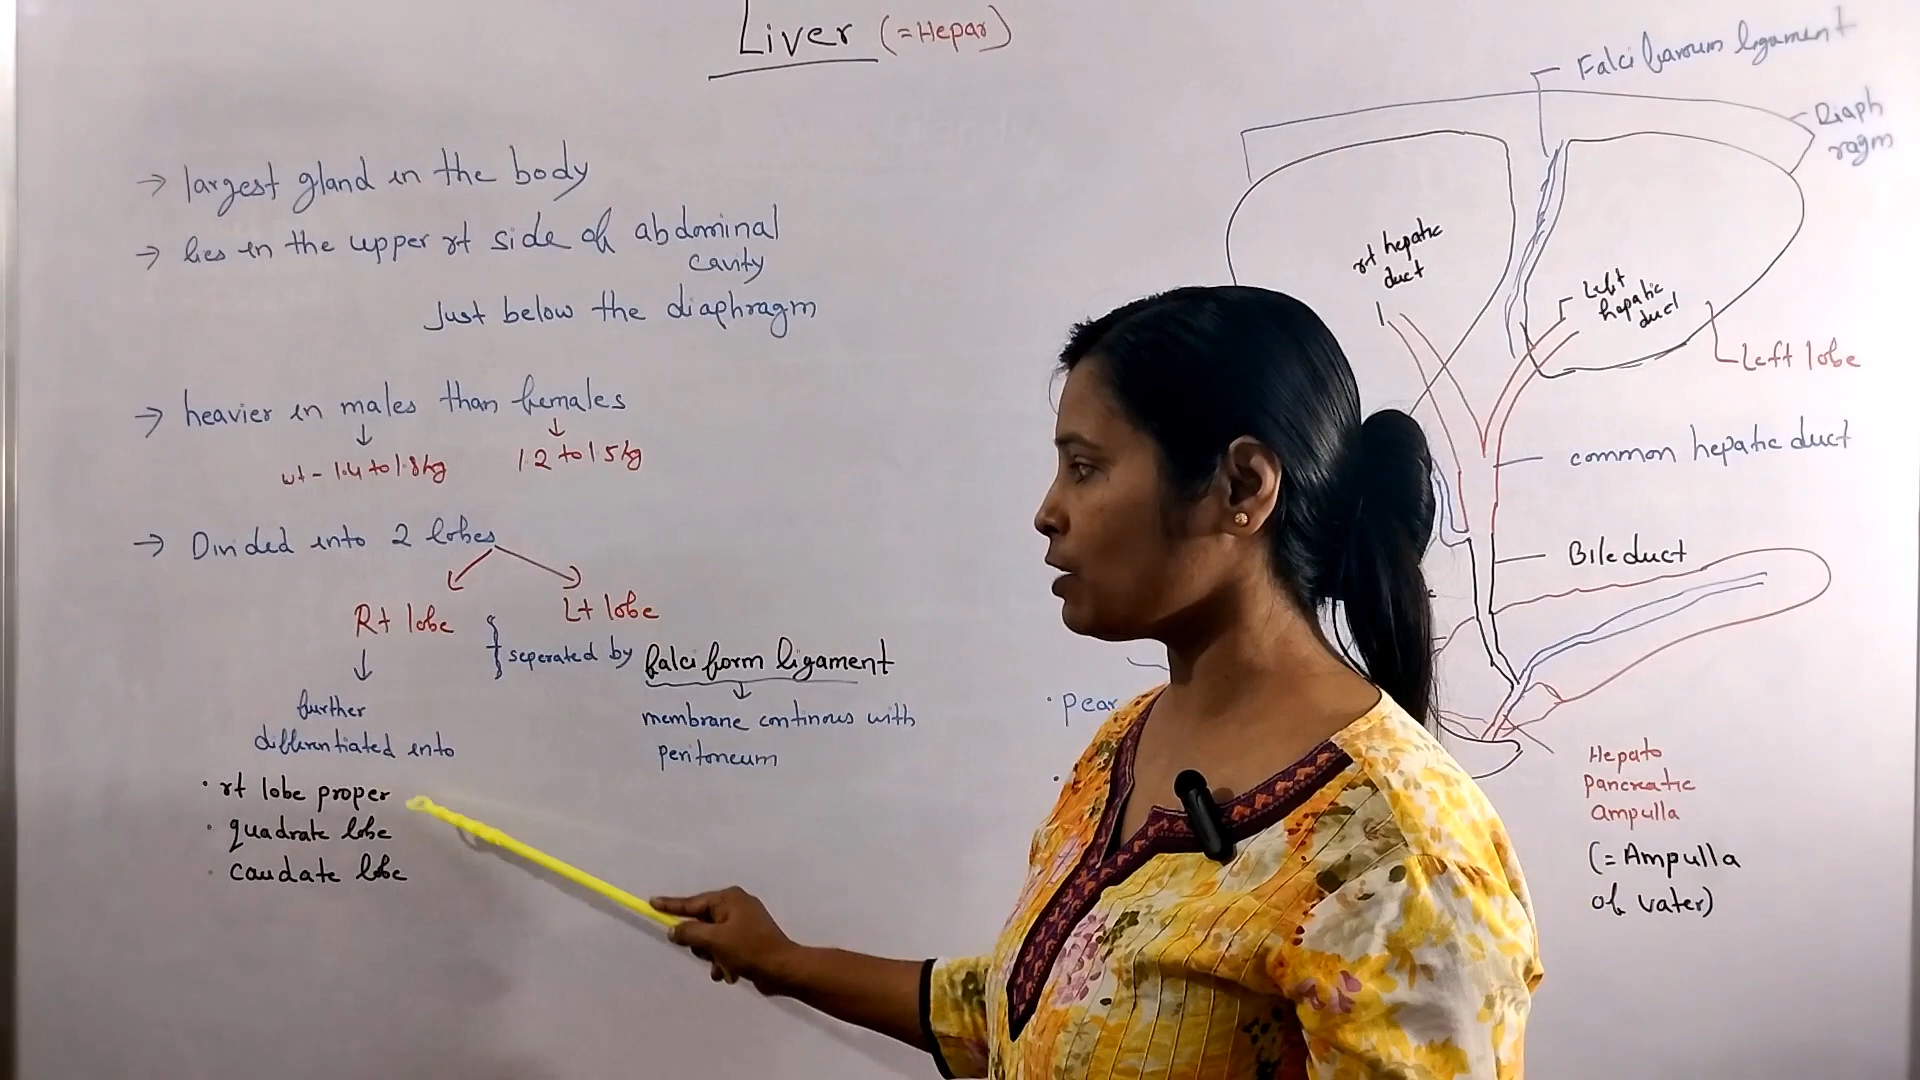 Liver (=Hepar)
→ largest gland in the body
→ lies in the upper rt side of abdominal
cavity
Just below the diaphragm
→ heavier in males than females
wt - 1.4 to 1.8kg 1.2 to 1.5kg
→ Divided into 2 lobes
Rt lobe Lt lobe
seperated by falciform ligament
further
differentiated into
membrane continous with
peritoneum
· rt lobe proper
· quadrate lobe
· caudate lobe
Falciparoum ligament
Diaph
ragm
rt hepatic
duct
Left
hepatic
duct
Left lobe
common hepatic duct
Bile duct
· pear
Hepato
pancreatic
ampulla
(= Ampulla
of vater)